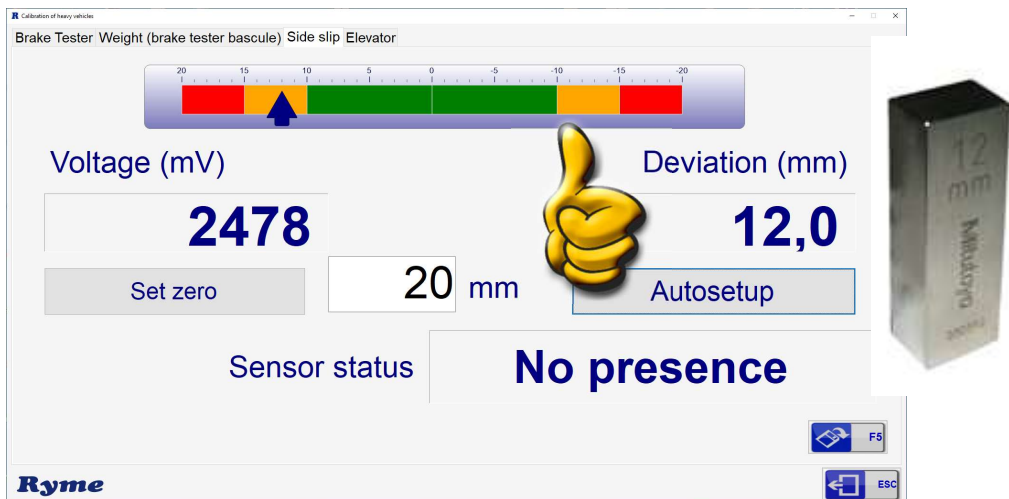 R Calibration of heavy vehicles
Brake Tester Weight (brake tester bascule) Side slip Elevator
20 15 10 5 0 -5 -10 -15 -20
Voltage (mV)
Deviation (mm)
2478
12,0
Set zero
20 mm
Autosetup
Sensor status
No presence
F5
Ryme
ESC
12
mm
Mitutoyo